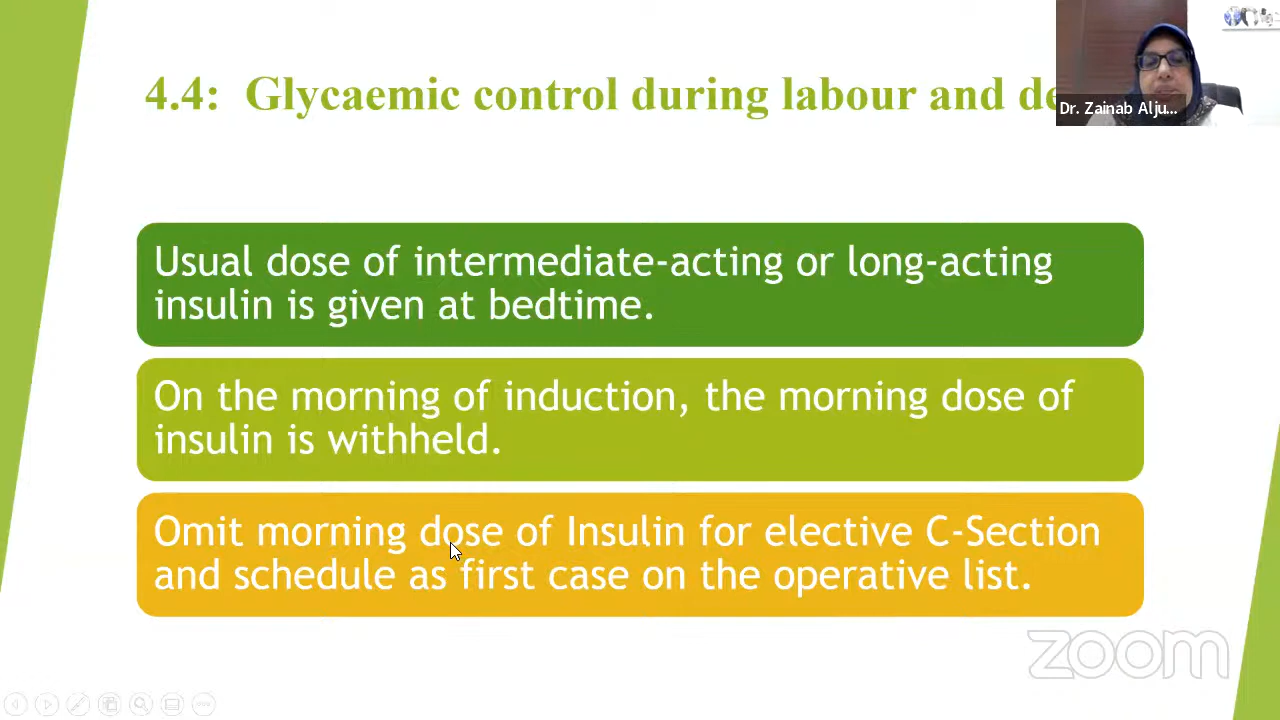 4.4: Glycaemic control during labour and de
Dr. Zainab Alju...
Usual dose of intermediate-acting or long-acting
insulin is given at bedtime.
On the morning of induction, the morning dose of
insulin is withheld.
Omit morning dose of Insulin for elective C-Section
and schedule as first case on the operative list.
zoom